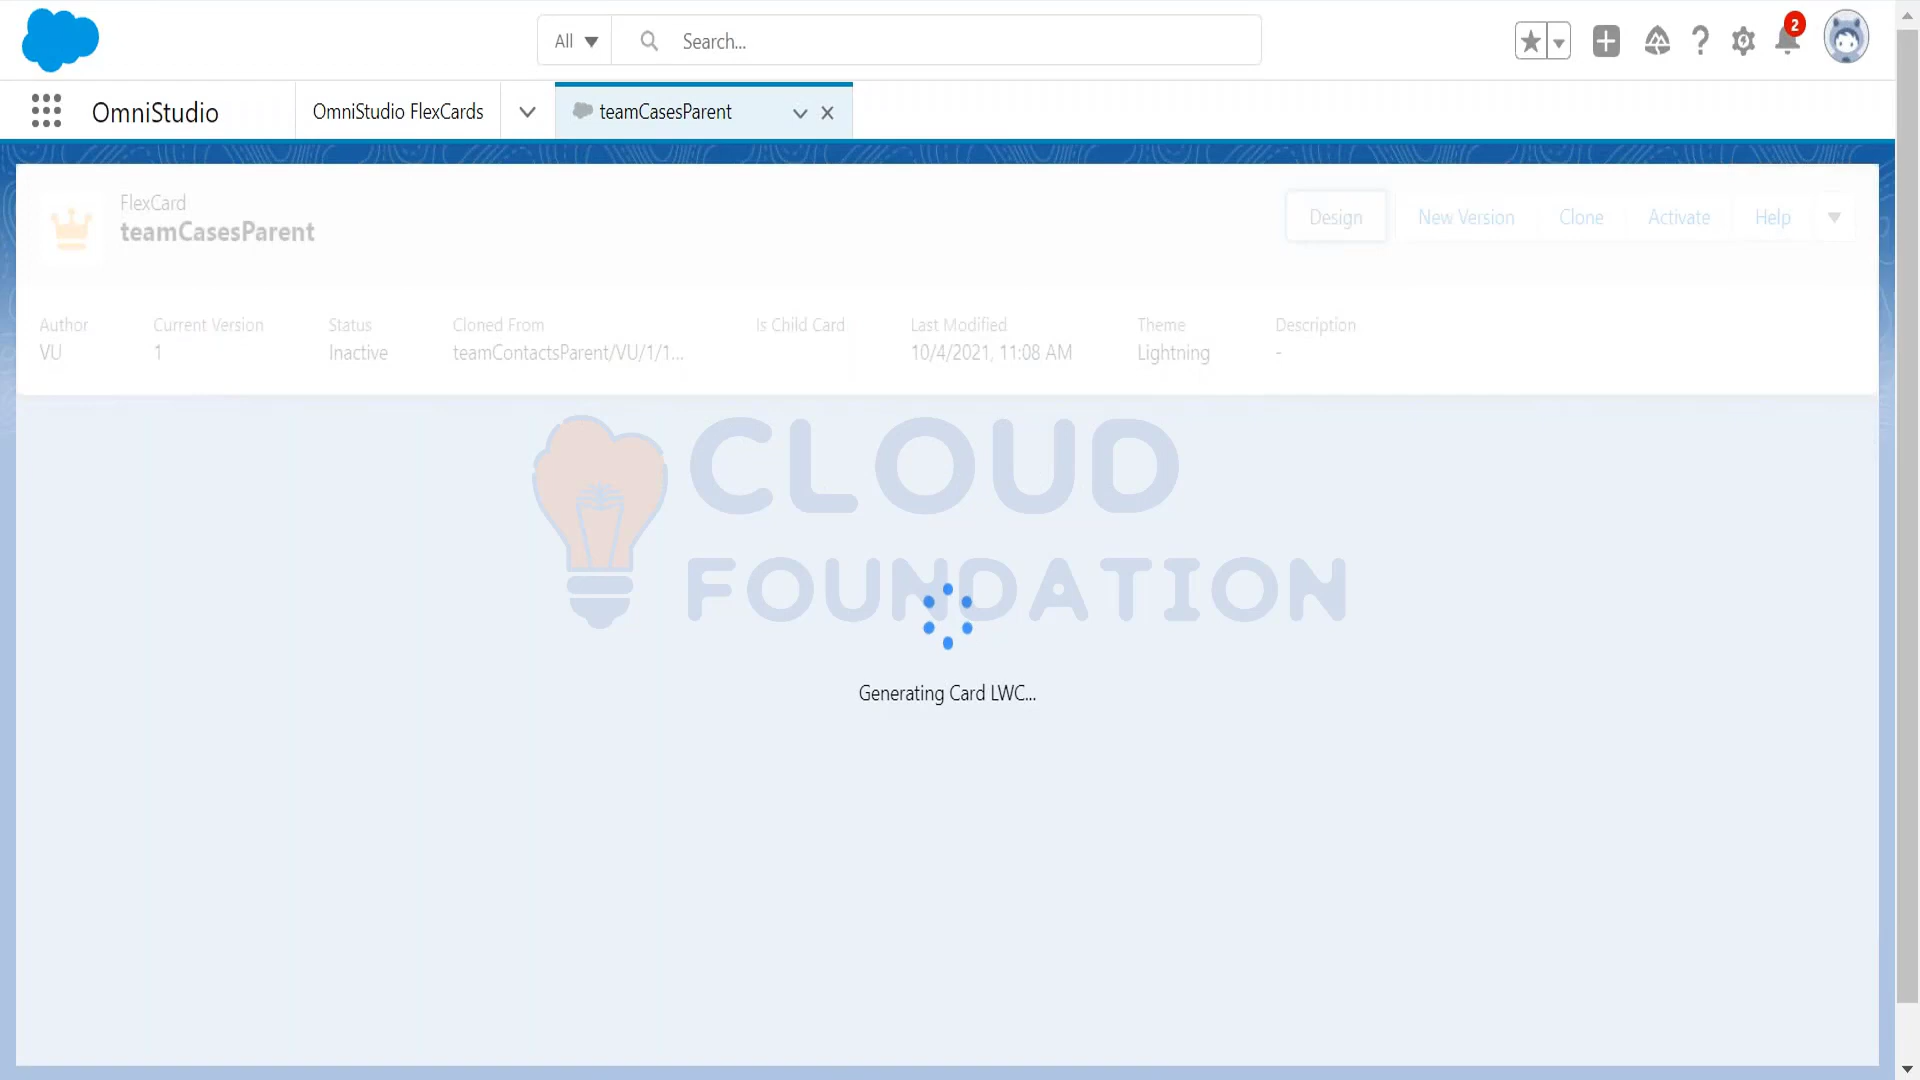 All
Search...
2
OmniStudio
OmniStudio FlexCards
teamCasesParent
FlexCard
teamCasesParent
Design
New Version
Clone
Activate
Help
Author
Current Version
Status
Cloned From
Is Child Card
Last Modified
Theme
Description
VU
1
Inactive
teamContactsParent/VU/1/1...
10/4/2021, 11:08 AM
Lightning
-
CLOUD
FOUNDATION
Generating Card LWC...